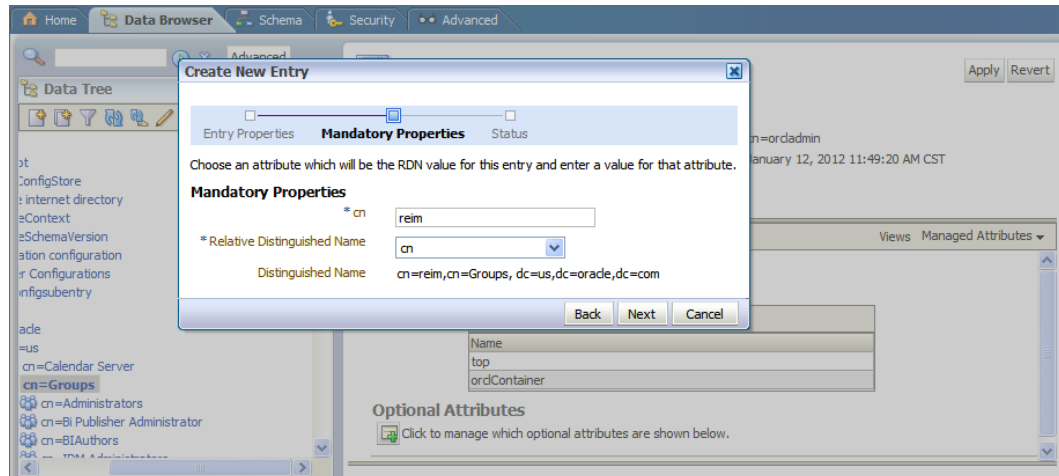 Home Data Browser Schema Security Advanced
Advanced
Create New Entry
Apply Revert
Data Tree
Entry Properties Mandatory Properties Status
cn=orcladmin
January 12, 2012 11:49:20 AM CST
Choose an attribute which will be the RDN value for this entry and enter a value for that attribute.
Mandatory Properties
* cn reim
* Relative Distinguished Name cn
Distinguished Name cn=reim,cn=Groups, dc=us,dc=oracle,dc=com
Back Next Cancel
Views Managed Attributes
ot
ConfigStore
e internet directory
eContext
eSchemaVersion
ation configuration
er Configurations
onfigsubentry
acle
=us
cn=Calendar Server
cn=Groups
cn=Administrators
cn=Bi Publisher Administrator
cn=BIAuthors
Name
top
orclContainer
Optional Attributes
Click to manage which optional attributes are shown below.